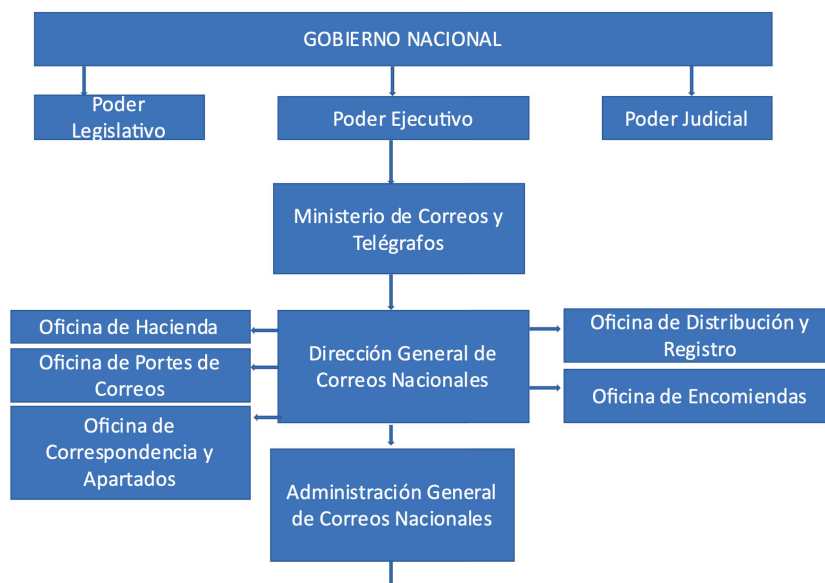 GOBIERNO NACIONAL
Poder
Legislativo
Poder Ejecutivo
Poder Judicial
Ministerio de Correos y
Telégrafos
Oficina de Hacienda
Oficina de Portes de
Correos
Oficina de
Correspondencia y
Apartados
Dirección General de
Correos Nacionales
Oficina de Distribución y
Registro
Oficina de Encomiendas
Administración General
de Correos Nacionales